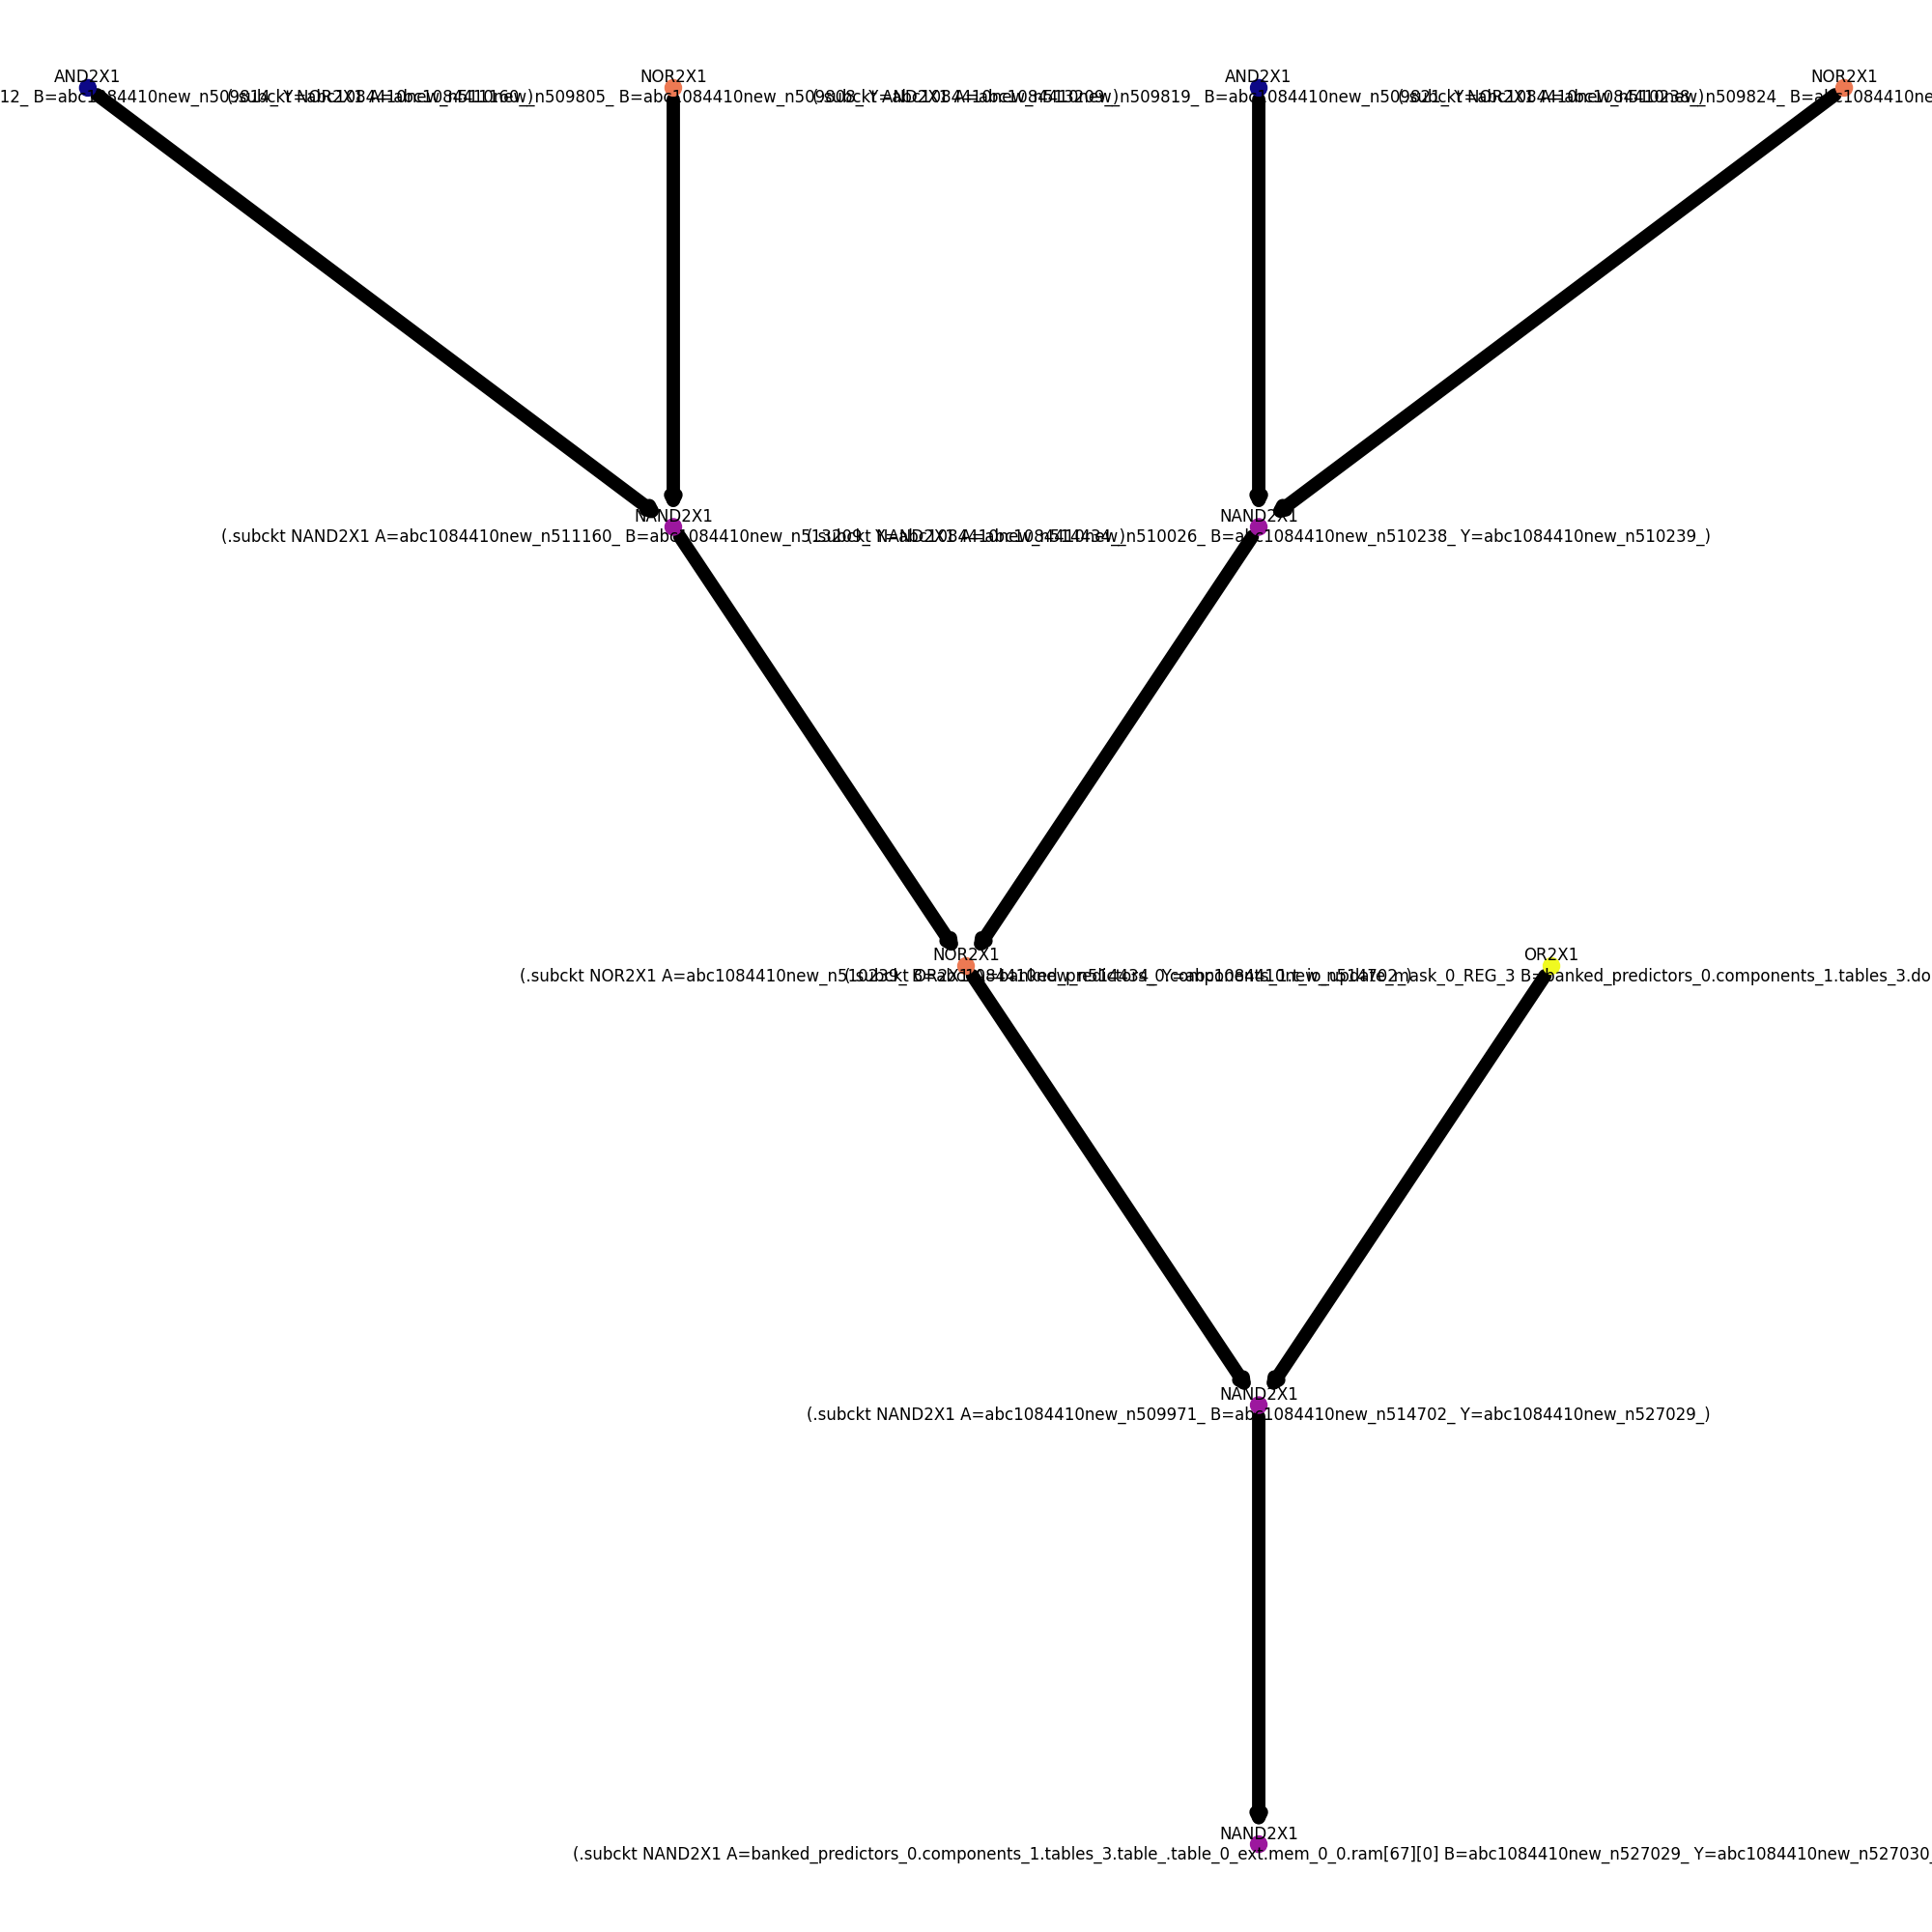 AND2X1
NOR2X1
AND2X1
NOR2X1
12_ B=abc1084410new_n509814_ Y=abc1084410new_n511160_)
(.subckt NOR2X1 A=abc1084410new_n509805_ B=abc1084410new_n509808_ Y=abc1084410new_n513209_)
(.subckt AND2X1 A=abc1084410new_n509819_ B=abc1084410new_n509821_ Y=abc1084410new_n510238_)
(.subckt NOR2X1 A=abc1084410new_n509824_ B=abc1084410ne
NAND2X1
NAND2X1
(.subckt NAND2X1 A=abc1084410new_n511160_ B=abc1084410new_n513209_ Y=abc1084410new_n514434_)
(.subckt NAND2X1 A=abc1084410new_n510026_ B=abc1084410new_n510238_ Y=abc1084410new_n510239_)
NOR2X1
OR2X1
(.subckt NOR2X1 A=abc1084410new_n510239_ B=abc1084410new_n514434_ Y=abc1084410new_n514702_)
(.subckt OR2X1 A=banked_predictors_0.components_1.t_io_update_mask_0_REG_3 B=banked_predictors_0.components_1.tables_3.do
NAND2X1
(.subckt NAND2X1 A=abc1084410new_n509971_ B=abc1084410new_n514702_ Y=abc1084410new_n527029_)
NAND2X1
(.subckt NAND2X1 A=banked_predictors_0.components_1.tables_3.table_.table_0_ext.mem_0_0.ram[67][0] B=abc1084410new_n527029_ Y=abc1084410new_n527030_